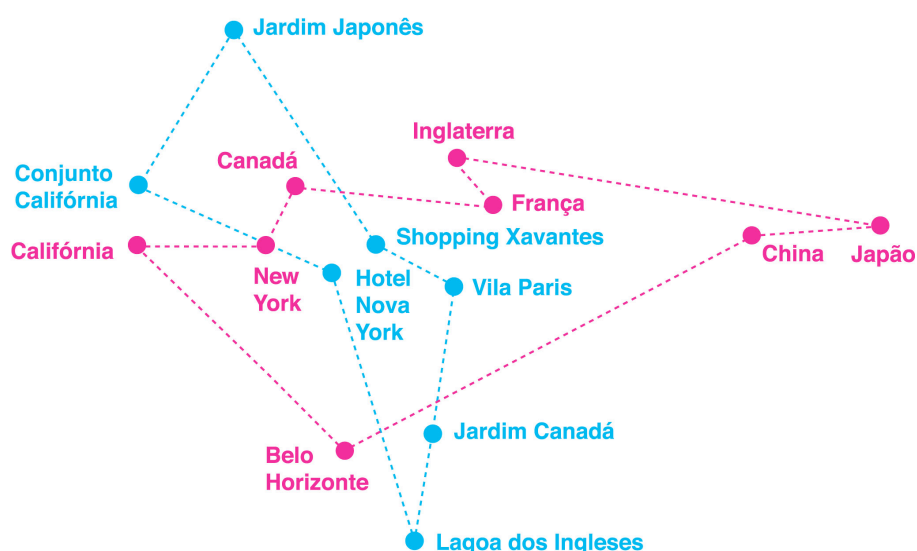 Jardim Japonês
Inglaterra
Canadá
Conjunto
Califórnia
França
Shopping Xavantes
Califórnia
New
York
Hotel
Nova
York
Vila Paris
China
Japão
Jardim Canadá
Belo
Horizonte
Lagoa dos Ingleses